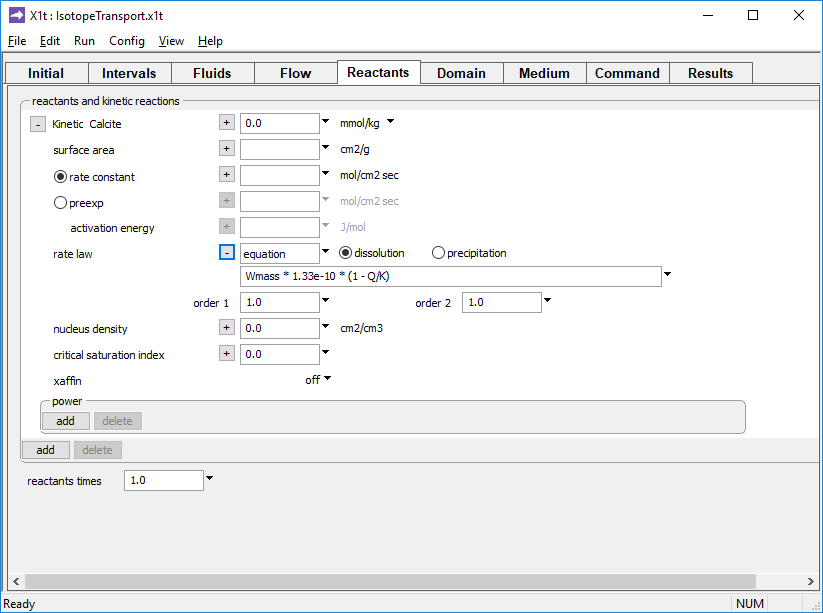 X1t : IsotopeTransport.x1t
File Edit Run Config View Help
Initial Intervals Fluids Flow Reactants Domain Medium Command Results
reactants and kinetic reactions
- Kinetic Calcite + 0.0 mmol/kg
surface area + cm2/g
rate constant + mol/cm2 sec
preexp + mol/cm2 sec
activation energy + J/mol
rate law - equation dissolution precipitation
Wmass * 1.33e-10 * (1 - Q/K)
order 1 1.0 order 2 1.0
nucleus density + 0.0 cm2/cm3
critical saturation index + 0.0
xaffin off
power
add delete
add delete
reactants times 1.0
Ready NUM